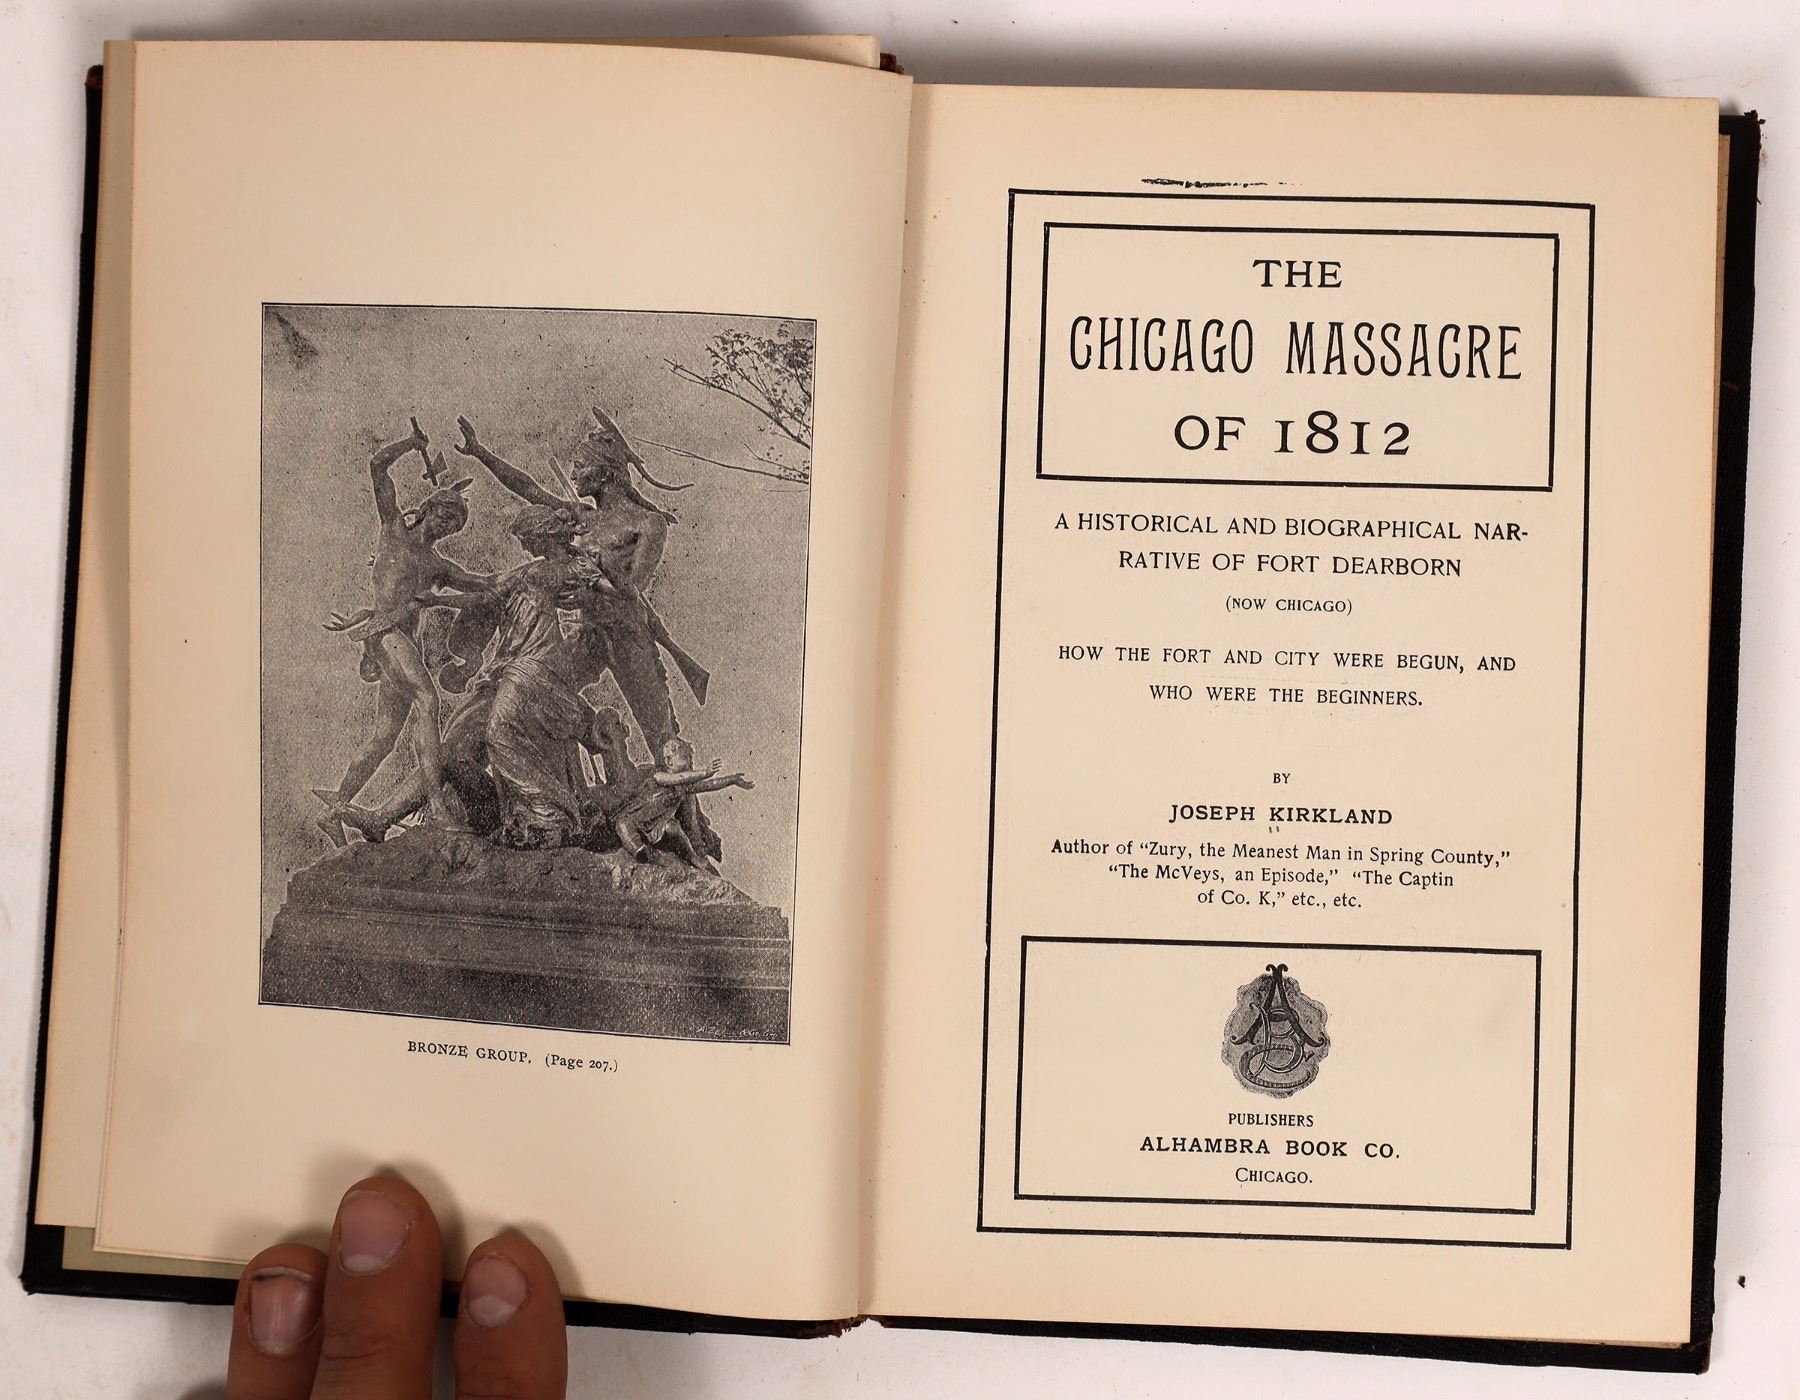 BRONZE GROUP. (Page 207.)
THE
CHICAGO MASSACRE
OF 1812
A HISTORICAL AND BIOGRAPHICAL NAR-
RATIVE OF FORT DEARBORN
(NOW CHICAGO)
HOW THE FORT AND CITY WERE BEGUN, AND
WHO WERE THE BEGINNERS.
BY
JOSEPH KIRKLAND
Author of "Zury, the Meanest Man in Spring County,"
"The McVeys, an Episode," "The Captin
of Co. K," etc., etc.
PUBLISHERS
ALHAMBRA BOOK CO.
CHICAGO.